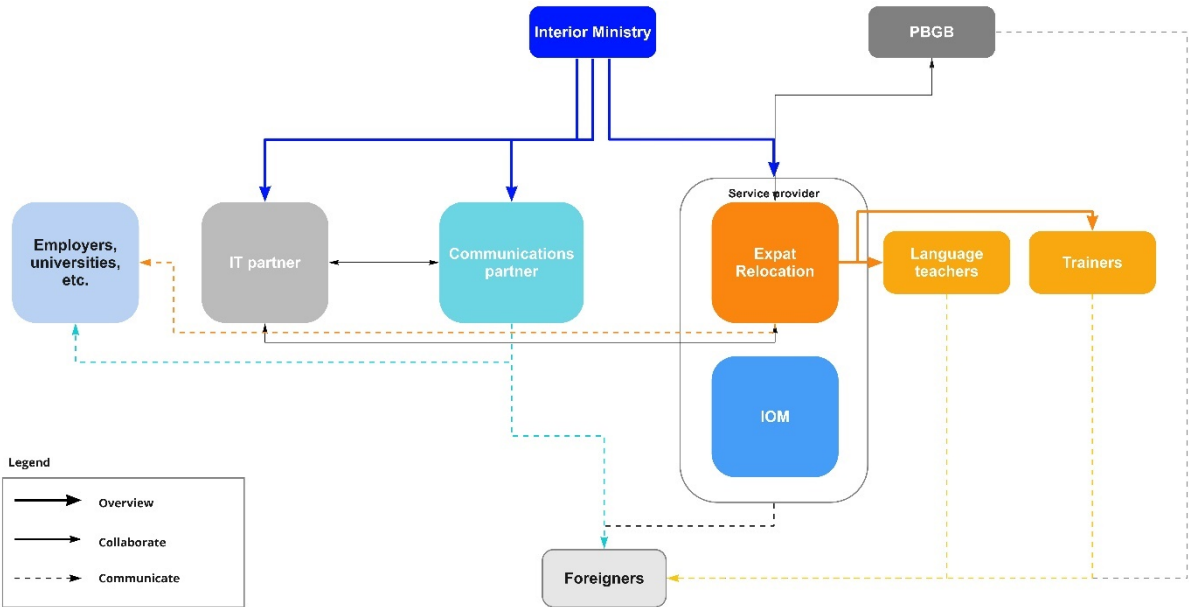 Interior Ministry
PBGB
Service provider
Employers,
universities,
etc.
IT partner
Communications
partner
Expat
Relocation
Language
teachers
Trainers
IOM
Legend
Overview
Collaborate
Communicate
Foreigners